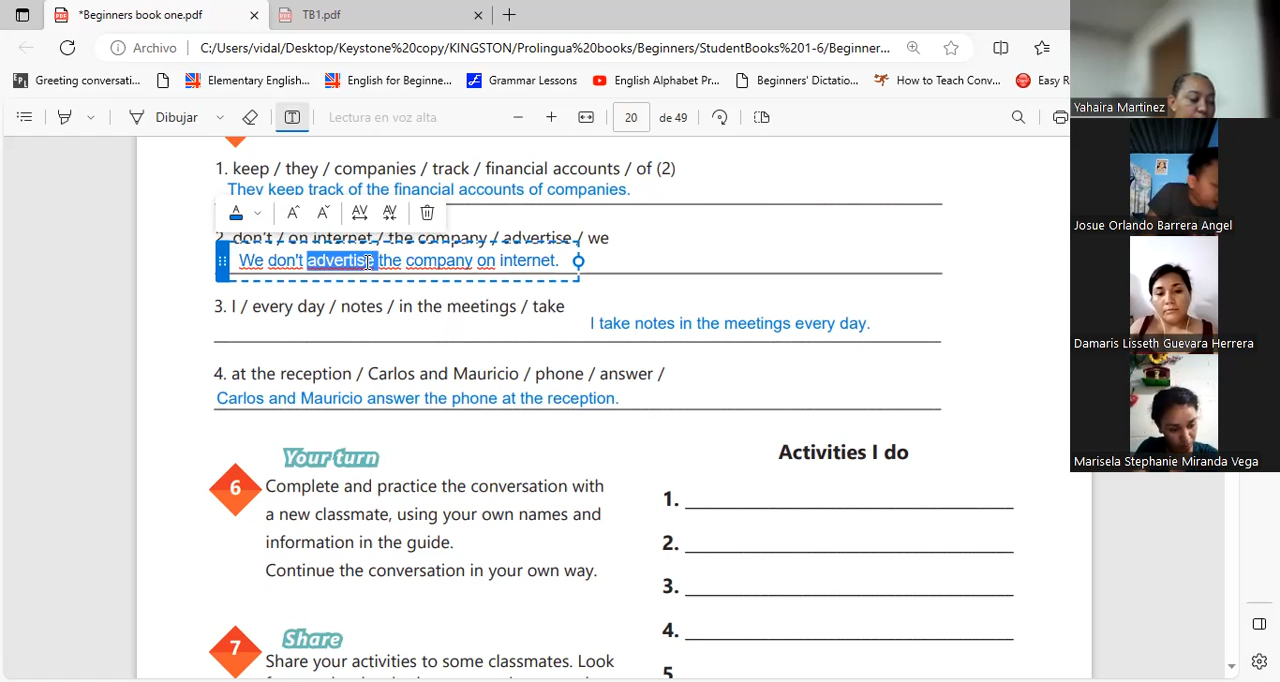 *Beginners book one.pdf
TB1.pdf
Archivo
C:/Users/vidal/Desktop/Keystone%20copy/KINGSTON/Prolingua%20books/Beginners/StudentBooks%201-6/Beginner...
Greeting conversati...
Elementary English...
English for Beginne...
Grammar Lessons
English Alphabet Pr...
Beginners' Dictatio...
How to Teach Conv...
Easy R
Dibujar
Lectura en voz alta
20
de 49
1. keep / they / companies / track / financial accounts / of (2)
They keep track of the financial accounts of companies.
2. don't / on internet / the company / advertise / we
We don't advertise the company on internet.
3. I / every day / notes / in the meetings / take
I take notes in the meetings every day.
4. at the reception / Carlos and Mauricio / phone / answer /
Carlos and Mauricio answer the phone at the reception.
Your turn
6
Complete and practice the conversation with
a new classmate, using your own names and
information in the guide.
Continue the conversation in your own way.
Activities I do
1.
2.
3.
4.
5
7
Share
Share your activities to some classmates. Look
Yahaira Martinez
Josue Orlando Barrera Angel
Damaris Lisseth Guevara Herrera
Marisela Stephanie Miranda Vega